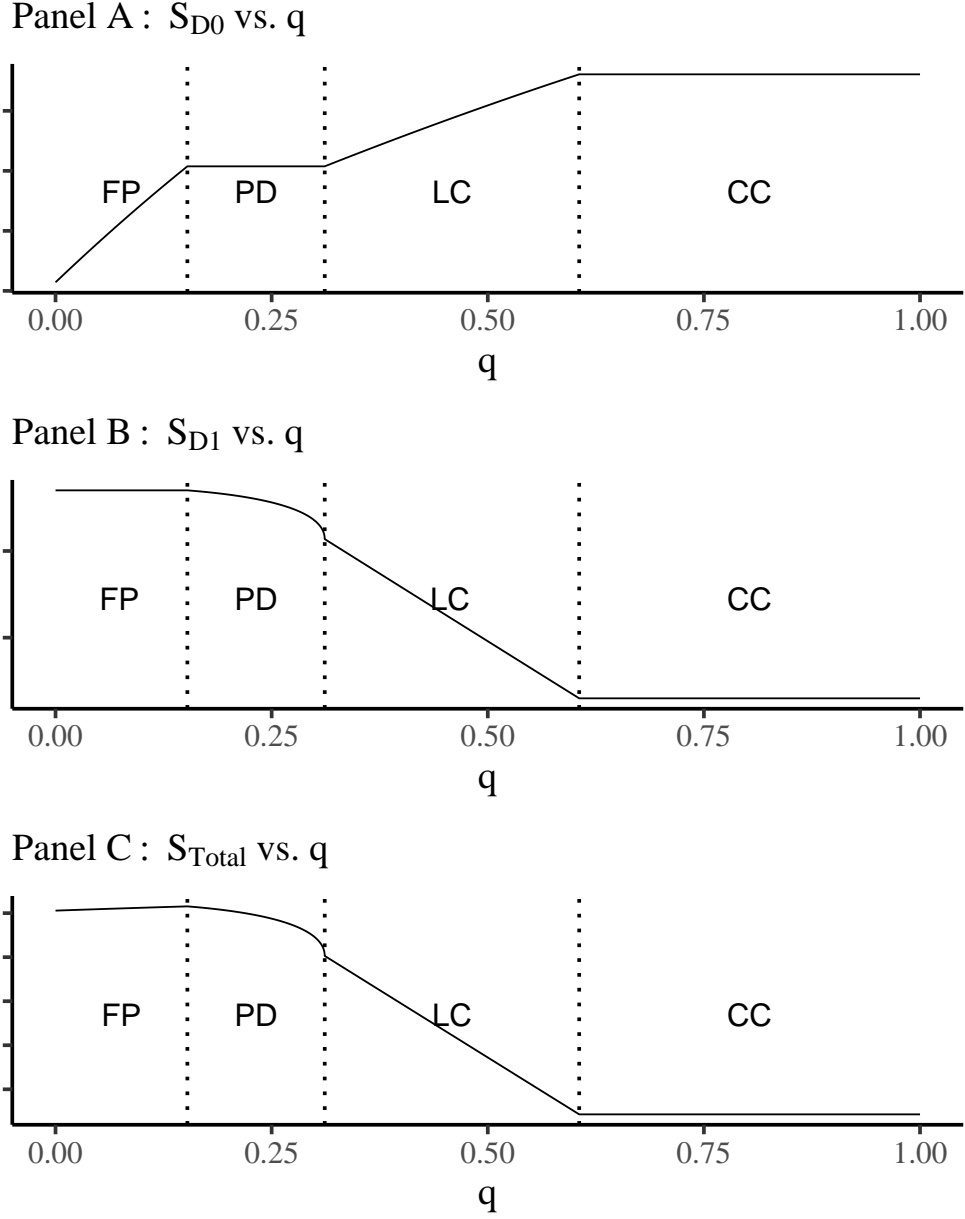 Panel A : S_D0 vs. q
FP PD LC CC
0.00 0.25 0.50 0.75 1.00
q
Panel B : S_D1 vs. q
FP PD LC CC
0.00 0.25 0.50 0.75 1.00
q
Panel C : S_Total vs. q
FP PD LC CC
0.00 0.25 0.50 0.75 1.00
q